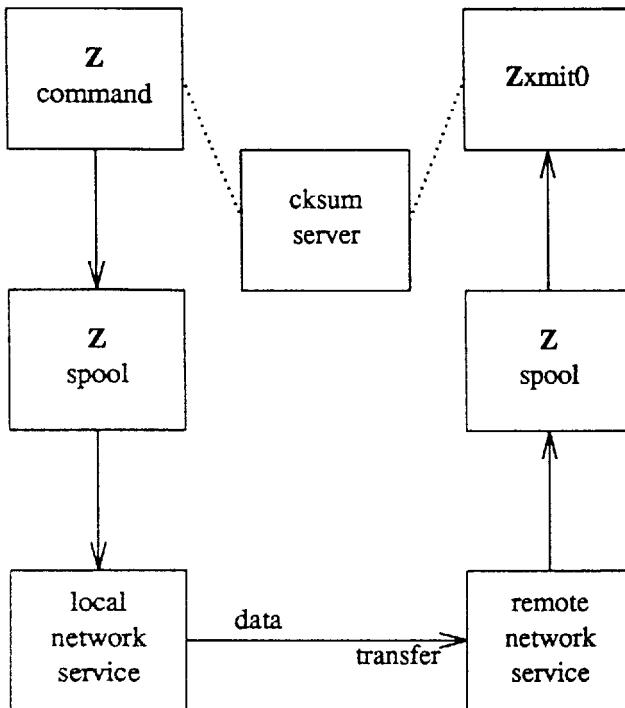 Z
command
Zxmit0
cksum
server
Z
spool
Z
spool
local
network
service
data
transfer
remote
network
service